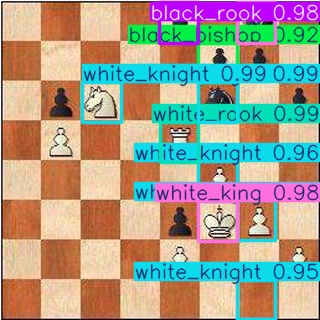 black_rook 0.98
black_bishop 0.92
white_knight 0.99 0.99
white_rook 0.99
white_knight 0.96
white_king 0.98
white_knight 0.95